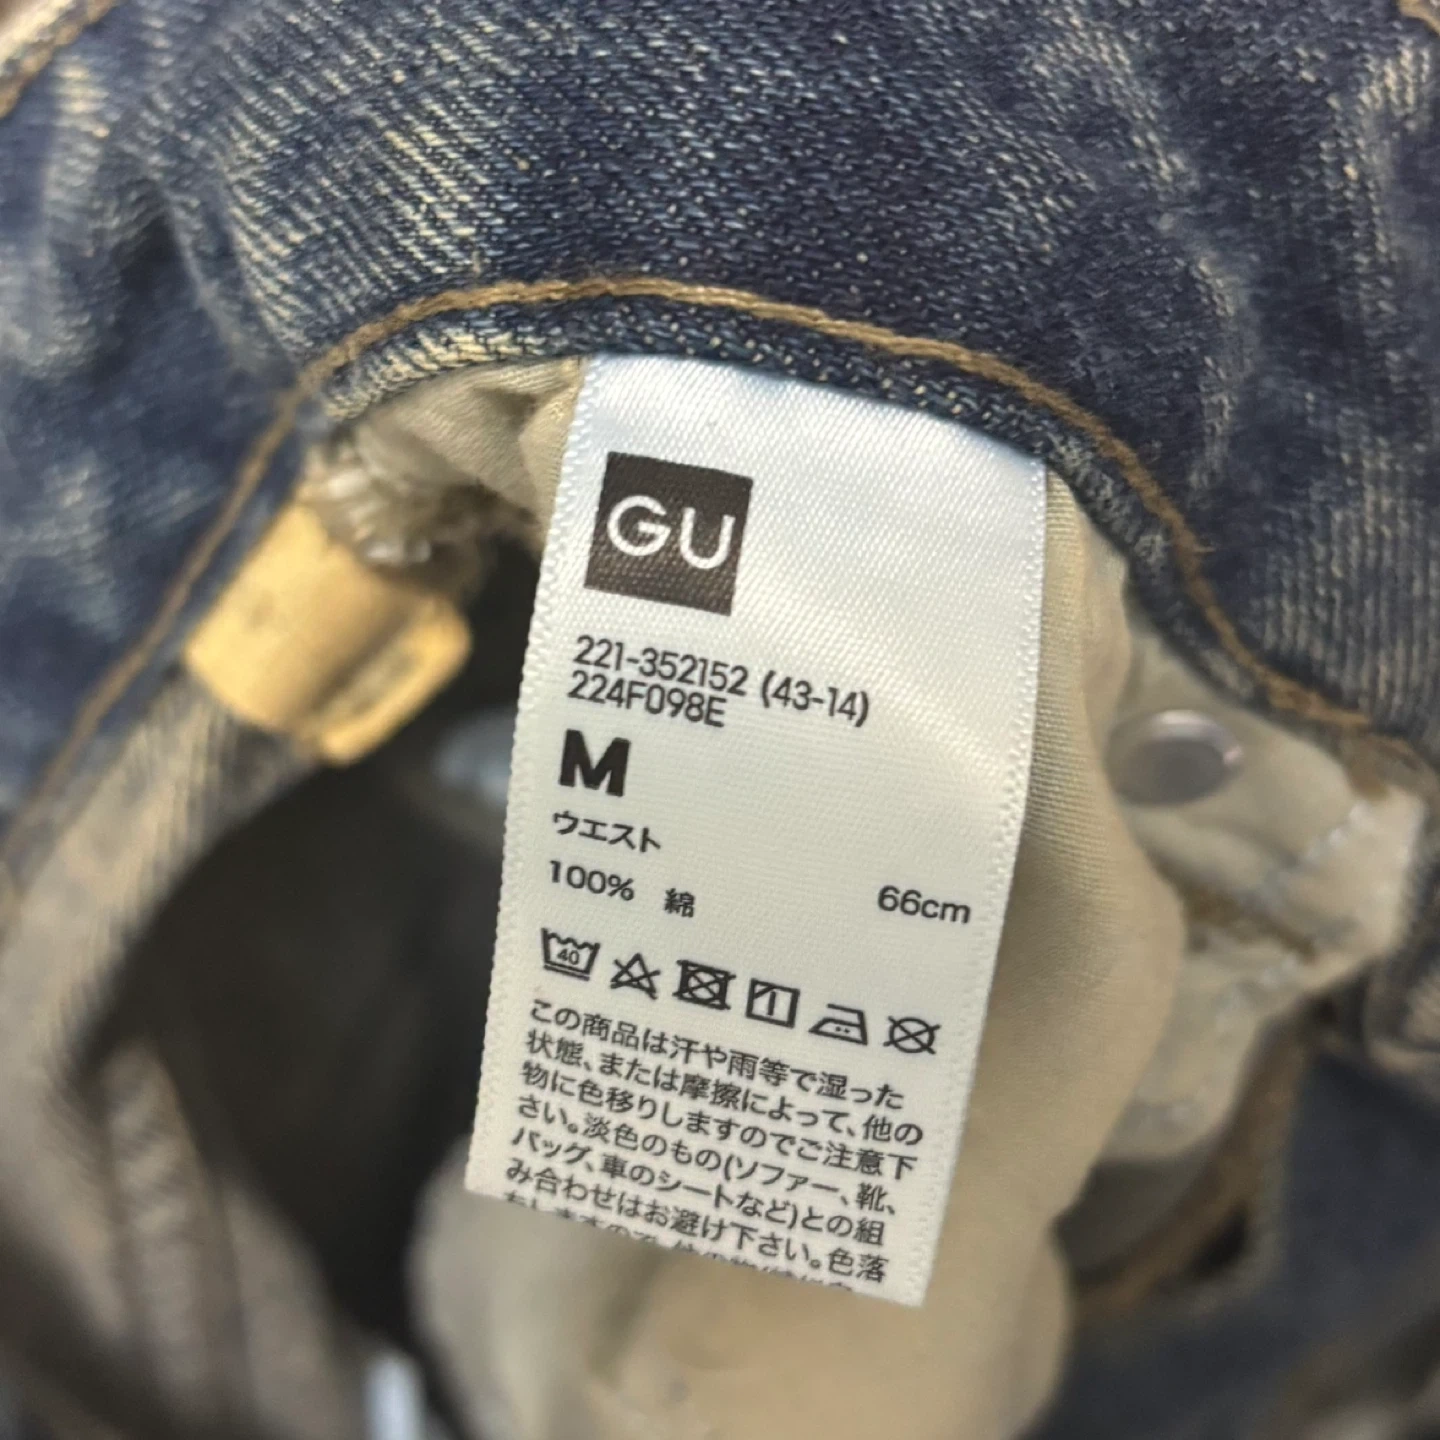 GU
221-352152 (43-14)
224F098E
M
ウエスト
100% 綿 66cm
40
この商品は汗や雨等で湿った
状態、または摩擦によって、他の
物に色移りしますのでご注意下
さい。淡色のもの(ソファー、靴、
バッグ、車のシートなど)との組
み合わせはお避け下さい。色落